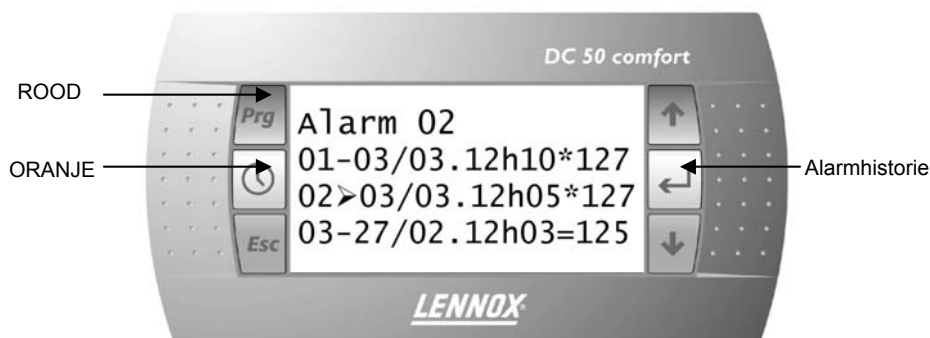 DC 50 comfort
ROOD
Prg
Alarm 02
01-03/03.12h10*127
ORANJE
Alarmhistorie
02➢03/03.12h05*127
Esc
03-27/02.12h03=125
LENNOX